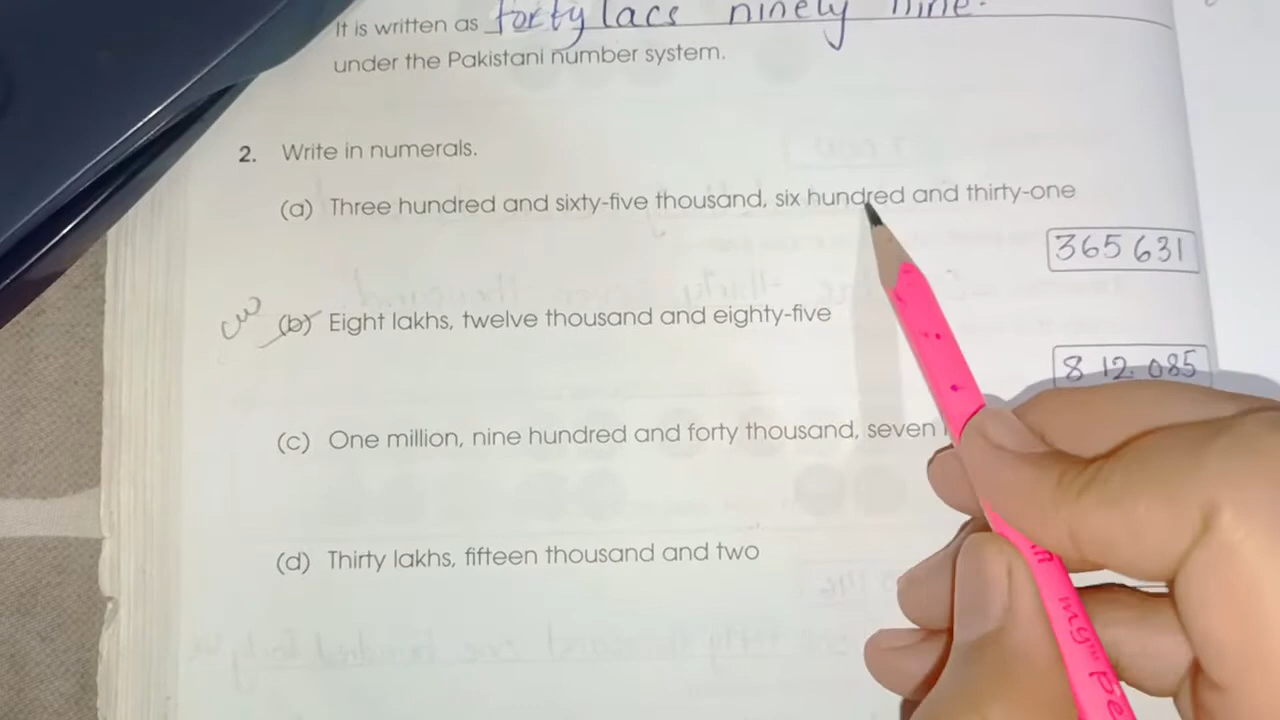 It is written as forty lacs ninety nine.
under the Pakistani number system.
2. Write in numerals.
(a) Three hundred and sixty-five thousand, six hundred and thirty-one
365 631
(b) Eight lakhs, twelve thousand and eighty-five
8 12 085
(c) One million, nine hundred and forty thousand, seven
(d) Thirty lakhs, fifteen thousand and two
my